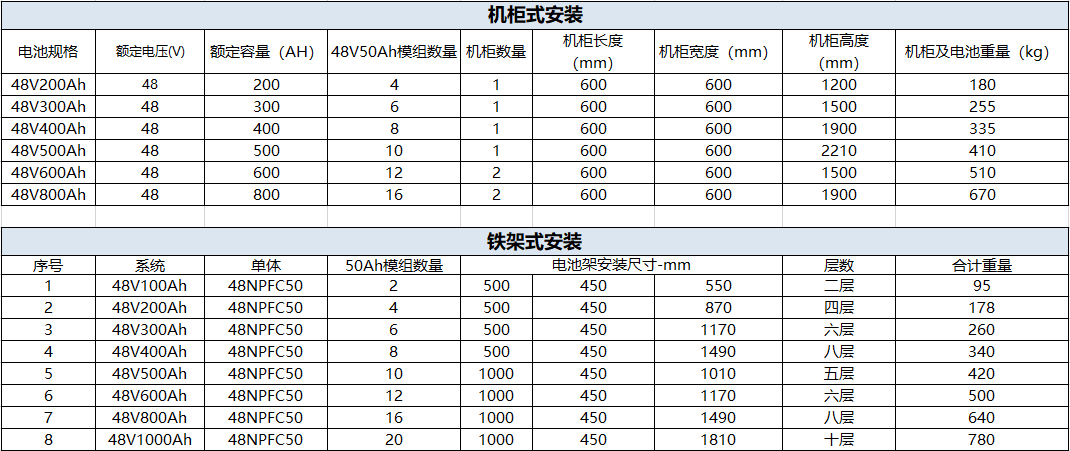 机柜式安装
电池规格 额定电压(V) 额定容量（AH） 48V50Ah模组数量 机柜数量 机柜长度（mm） 机柜宽度（mm） 机柜高度（mm） 机柜及电池重量（kg）
48V200Ah 48 200 4 1 600 600 1200 180
48V300Ah 48 300 6 1 600 600 1500 255
48V400Ah 48 400 8 1 600 600 1900 335
48V500Ah 48 500 10 1 600 600 2210 410
48V600Ah 48 600 12 2 600 600 1500 510
48V800Ah 48 800 16 2 600 600 1900 670
铁架式安装
序号 系统 单体 50Ah模组数量 电池架安装尺寸-mm 层数 合计重量
1 48V100Ah 48NPFC50 2 500 450 550 二层 95
2 48V200Ah 48NPFC50 4 500 450 870 四层 178
3 48V300Ah 48NPFC50 6 500 450 1170 六层 260
4 48V400Ah 48NPFC50 8 500 450 1490 八层 340
5 48V500Ah 48NPFC50 10 1000 450 1010 五层 420
6 48V600Ah 48NPFC50 12 1000 450 1170 六层 500
7 48V800Ah 48NPFC50 16 1000 450 1490 八层 640
8 48V1000Ah 48NPFC50 20 1000 450 1810 十层 780